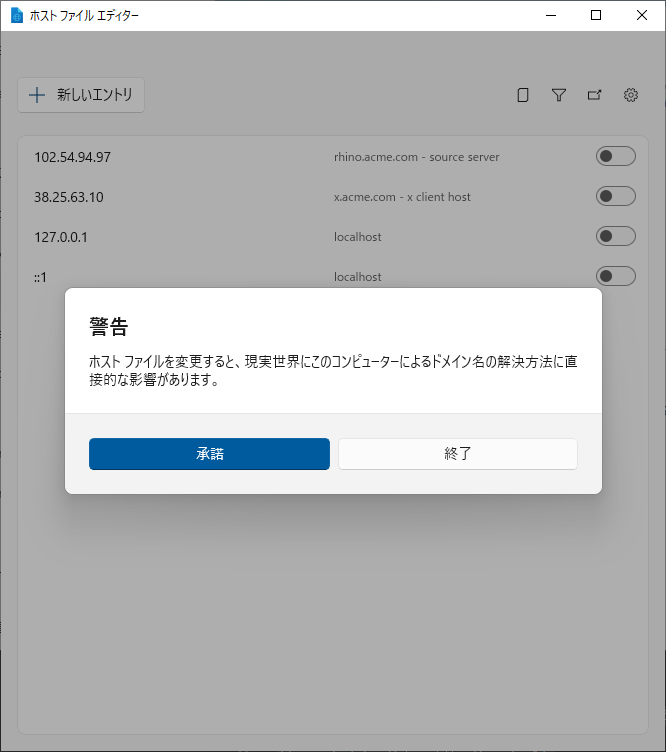 ホスト ファイル エディター
新しいエントリ
102.54.94.97 rhino.acme.com - source server
38.25.63.10 x.acme.com - x client host
127.0.0.1 localhost
::1 localhost
警告
ホスト ファイルを変更すると、現実世界にこのコンピューターによるドメイン名の解決方法に直
接的な影響があります。
承諾 終了